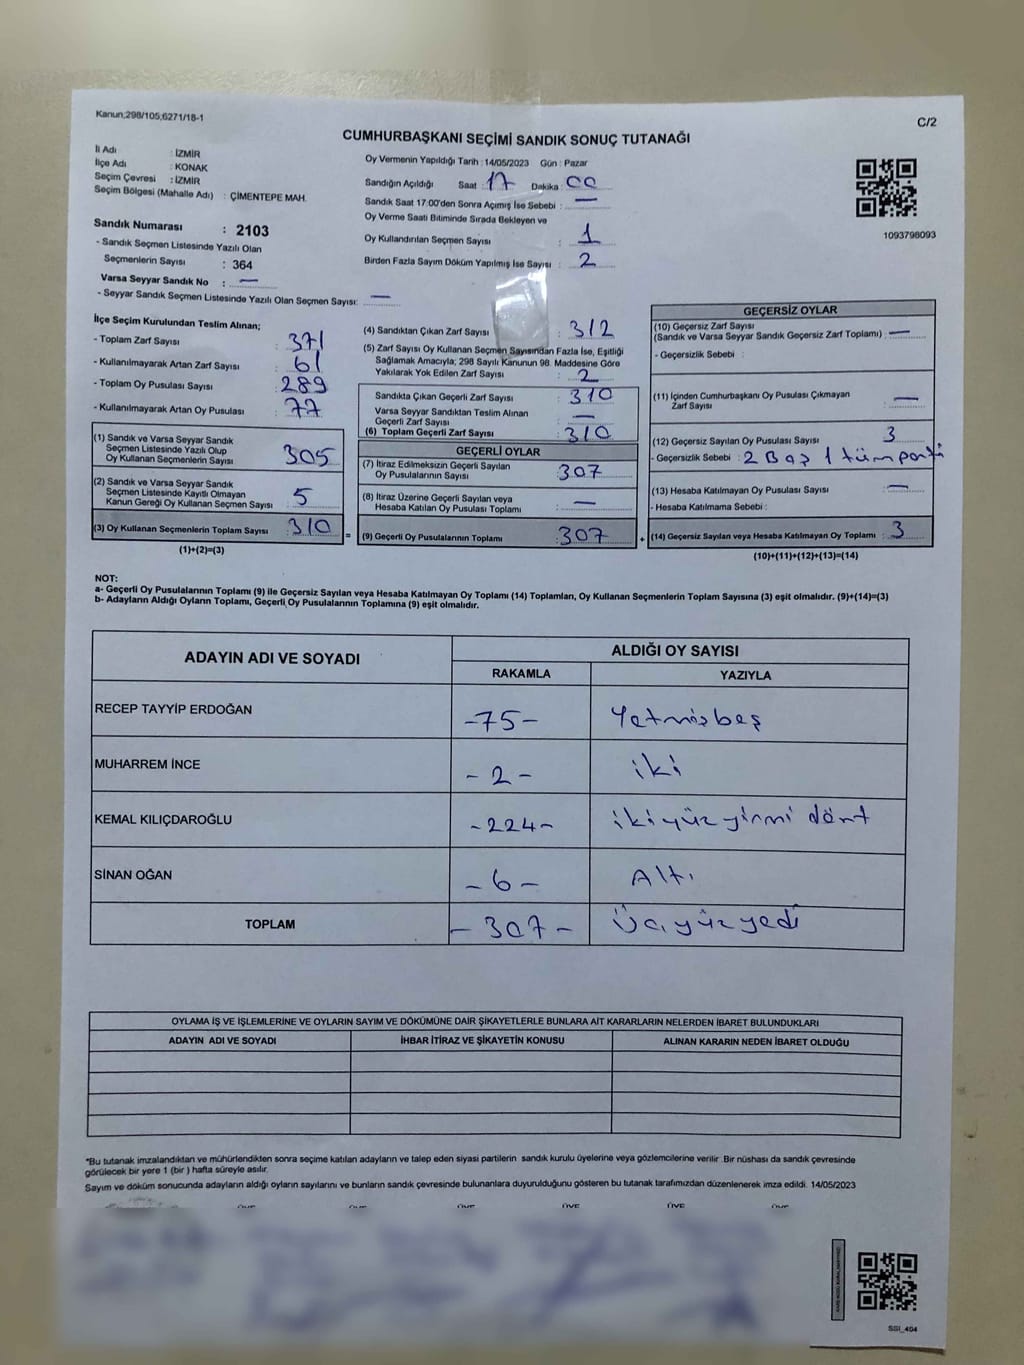 Kanun,298/105,6271/18-1
C/2
CUMHURBAŞKANI SEÇİMİ SANDIK SONUÇ TUTANAĞI
İl Adı : İZMİR
İlçe Adı : KONAK
Seçim Çevresi : İZMİR
Seçim Bölgesi (Mahalle Adı) : ÇİMENTEPE MAH.
Sandık Numarası : 2103
- Sandık Seçmen Listesinde Yazılı Olan
Seçmenlerin Sayısı : 364
Varsa Seyyar Sandık No : —
- Seyyar Sandık Seçmen Listesinde Yazılı Olan Seçmen Sayısı: —
Oy Vermenin Yapıldığı Tarih : 14/05/2023 Gün : Pazar
Sandığın Açıldığı Saat : 17 Dakika : 00
Sandık Saat 17:00'den Sonra Açımış İse Sebebi : —
Oy Verme Saati Bitiminde Sırada Bekleyen ve
Oy Kullandırılan Seçmen Sayısı : 1
Birden Fazla Sayım Döküm Yapılmış İse Sayısı : 2
1093798093
İlçe Seçim Kurulundan Teslim Alınan;
- Toplam Zarf Sayısı : 371
- Kullanılmayarak Artan Zarf Sayısı : 61
- Toplam Oy Pusulası Sayısı : 289
- Kullanılmayarak Artan Oy Pusulası : 77
(1) Sandık ve Varsa Seyyar Sandık
Seçmen Listesinde Yazılı Olup
Oy Kullanan Seçmenlerin Sayısı : 305
(2) Sandık ve Varsa Seyyar Sandık
Seçmen Listesinde Kayıtlı Olmayan
Kanun Gereği Oy Kullanan Seçmen Sayısı : 5
(3) Oy Kullanan Seçmenlerin Toplam Sayısı : 310
(1)+(2)=(3)
(4) Sandıktan Çıkan Zarf Sayısı : 312
(5) Zarf Sayısı Oy Kullanan Seçmen Sayısından Fazla İse, Eşitliği
Sağlamak Amacıyla; 298 Sayılı Kanunun 98. Maddesine Göre
Yakılarak Yok Edilen Zarf Sayısı : 2
Sandıkta Çıkan Geçerli Zarf Sayısı : 310
Varsa Seyyar Sandıktan Teslim Alınan
Geçerli Zarf Sayısı : —
(6) Toplam Geçerli Zarf Sayısı : 310
GEÇERLİ OYLAR
(7) İtiraz Edilmeksizin Geçerli Sayılan
Oy Pusulalarının Sayısı : 307
(8) İtiraz Üzerine Geçerli Sayılan veya
Hesaba Katılan Oy Pusulası Toplamı : —
= (9) Geçerli Oy Pusulalarının Toplamı : 307
GEÇERSİZ OYLAR
(10) Geçersiz Zarf Sayısı
(Sandık ve Varsa Seyyar Sandık Geçersiz Zarf Toplamı) : —
- Geçersizlik Sebebi :
(11) İçinden Cumhurbaşkanı Oy Pusulası Çıkmayan
Zarf Sayısı : —
(12) Geçersiz Sayılan Oy Pusulası Sayısı : 3
- Geçersizlik Sebebi : 2 Boş 1 tüm parti
(13) Hesaba Katılmayan Oy Pusulası Sayısı : —
- Hesaba Katılmama Sebebi :
+ (14) Geçersiz Sayılan veya Hesaba Katılmayan Oy Toplamı : 3
(10)+(11)+(12)+(13)=(14)
NOT:
a- Geçerli Oy Pusulalarının Toplamı (9) ile Geçersiz Sayılan veya Hesaba Katılmayan Oy Toplamı (14) Toplamları, Oy Kullanan Seçmenlerin Toplam Sayısına (3) eşit olmalıdır. (9)+(14)=(3)
b- Adayların Aldığı Oyların Toplamı, Geçerli Oy Pusulalarının Toplamına (9) eşit olmalıdır.
ADAYIN ADI VE SOYADI ALDIĞI OY SAYISI
RAKAMLA YAZIYLA
RECEP TAYYİP ERDOĞAN -75- Yetmişbeş
MUHARREM İNCE -2- iki
KEMAL KILIÇDAROĞLU -224- ikiyüz yirmi dört
SİNAN OĞAN -6- Altı
TOPLAM -307- Üçyüzyedi
OYLAMA İŞ VE İŞLEMLERİNE VE OYLARIN SAYIM VE DÖKÜMÜNE DAİR ŞİKAYETLERLE BUNLARA AİT KARARLARIN NELERDEN İBARET BULUNDUKLARI
ADAYIN ADI VE SOYADI İHBAR İTİRAZ VE ŞİKAYETİN KONUSU ALINAN KARARIN NEDEN İBARET OLDUĞU
*Bu tutanak imzalandıktan ve mühürlendikten sonra seçime katılan adayların ve talep eden siyasi partilerin sandık kurulu üyelerine veya gözlemcilerine verilir .Bir nüshası da sandık çevresinde
görülecek bir yere 1 (bir ) hafta süreyle asılır.
Sayım ve döküm sonucunda adayların aldığı oyların sayılarını ve bunların sandık çevresinde bulunanlara duyurulduğunu gösteren bu tutanak tarafımızdan düzenlenerek imza edildi. 14/05/2023
ÜYE ÜYE ÜYE ÜYE ÜYE ÜYE
SSI_404